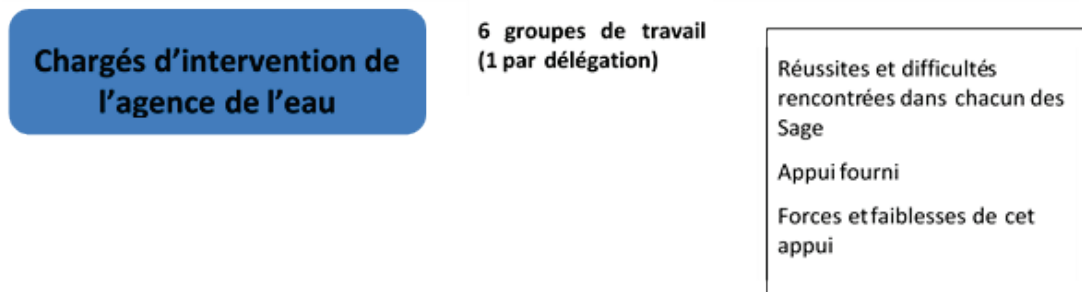 Chargés d'intervention de
l'agence de l'eau
6 groupes de travail
(1 par délégation)
Réussites et difficultés
rencontrées dans chacun des
Sage
Appui fourni
Forces et faiblesses de cet
appui